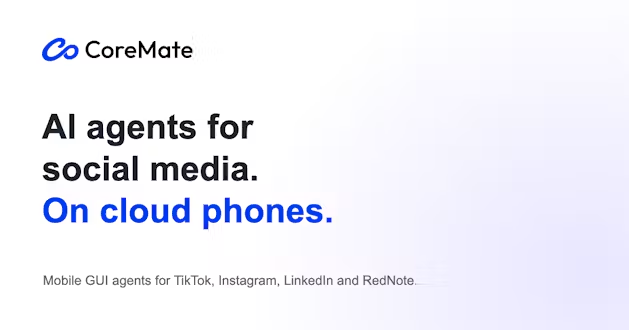 CoreMate
AI agents for
social media.
On cloud phones.
Mobile GUI agents for TikTok, Instagram, LinkedIn and RedNote.